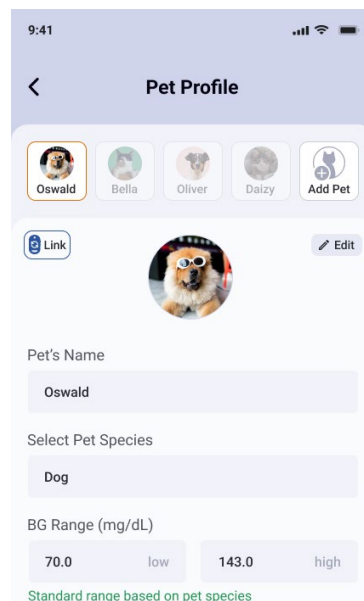 9:41
Pet Profile
Oswald Bella Oliver Daizy Add Pet
Link Edit
Pet's Name
Oswald
Select Pet Species
Dog
BG Range (mg/dL)
70.0 low 143.0 high
Standard range based on pet species